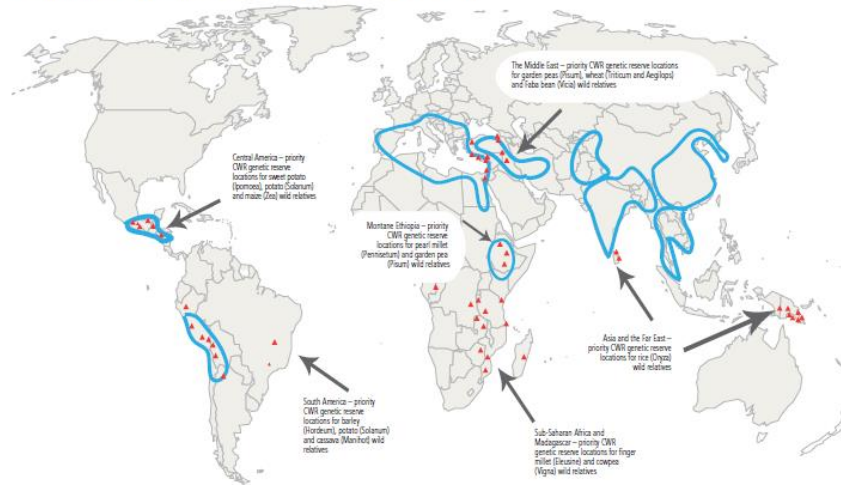 The Middle East – priority CWR genetic reserve locations
for garden peas (Pisum), wheat (Triticum and Aegilops)
and Faba bean (Vicia) wild relatives
Central America – priority
CWR genetic reserve
locations for sweet potato
(Ipomoea), potato (Solanum)
and maize (Zea) wild relatives
Montane Ethiopia – priority
CWR genetic reserve
locations for pearl millet
(Pennisetum) and garden pea
(Pisum) wild relatives
Asia and the Far East –
priority CWR genetic reserve
locations for rice (Oryza)
wild relatives
South America – priority
CWR genetic reserve
locations for barley
(Hordeum), potato (Solanum)
and cassava (Manihot) wild
relatives
Sub-Saharan Africa and
Madagascar – priority CWR
genetic reserve locations for finger
millet (Eleusine) and cowpea
(Vigna) wild relatives